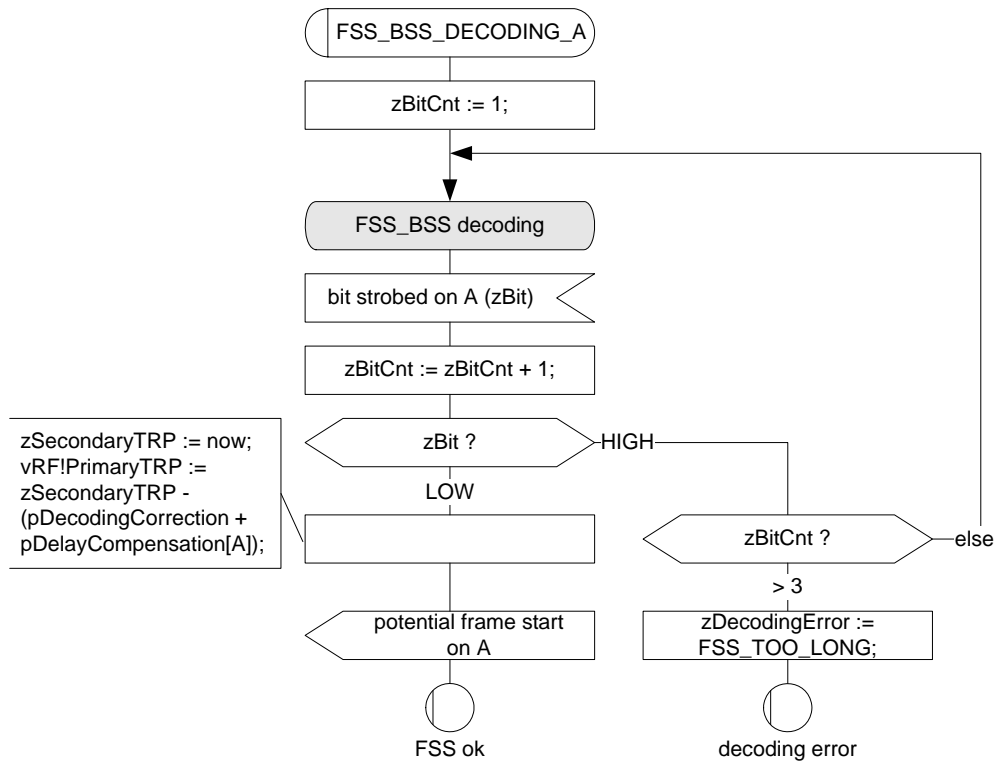 FSS_BSS_DECODING_A
zBitCnt := 1;
FSS_BSS decoding
bit strobed on A (zBit)
zBitCnt := zBitCnt + 1;
zBit ?
HIGH
LOW
zSecondaryTRP := now;
vRF!PrimaryTRP :=
zSecondaryTRP -
(pDecodingCorrection +
pDelayCompensation[A]);
zBitCnt ?
else
> 3
potential frame start
on A
zDecodingError :=
FSS_TOO_LONG;
FSS ok
decoding error